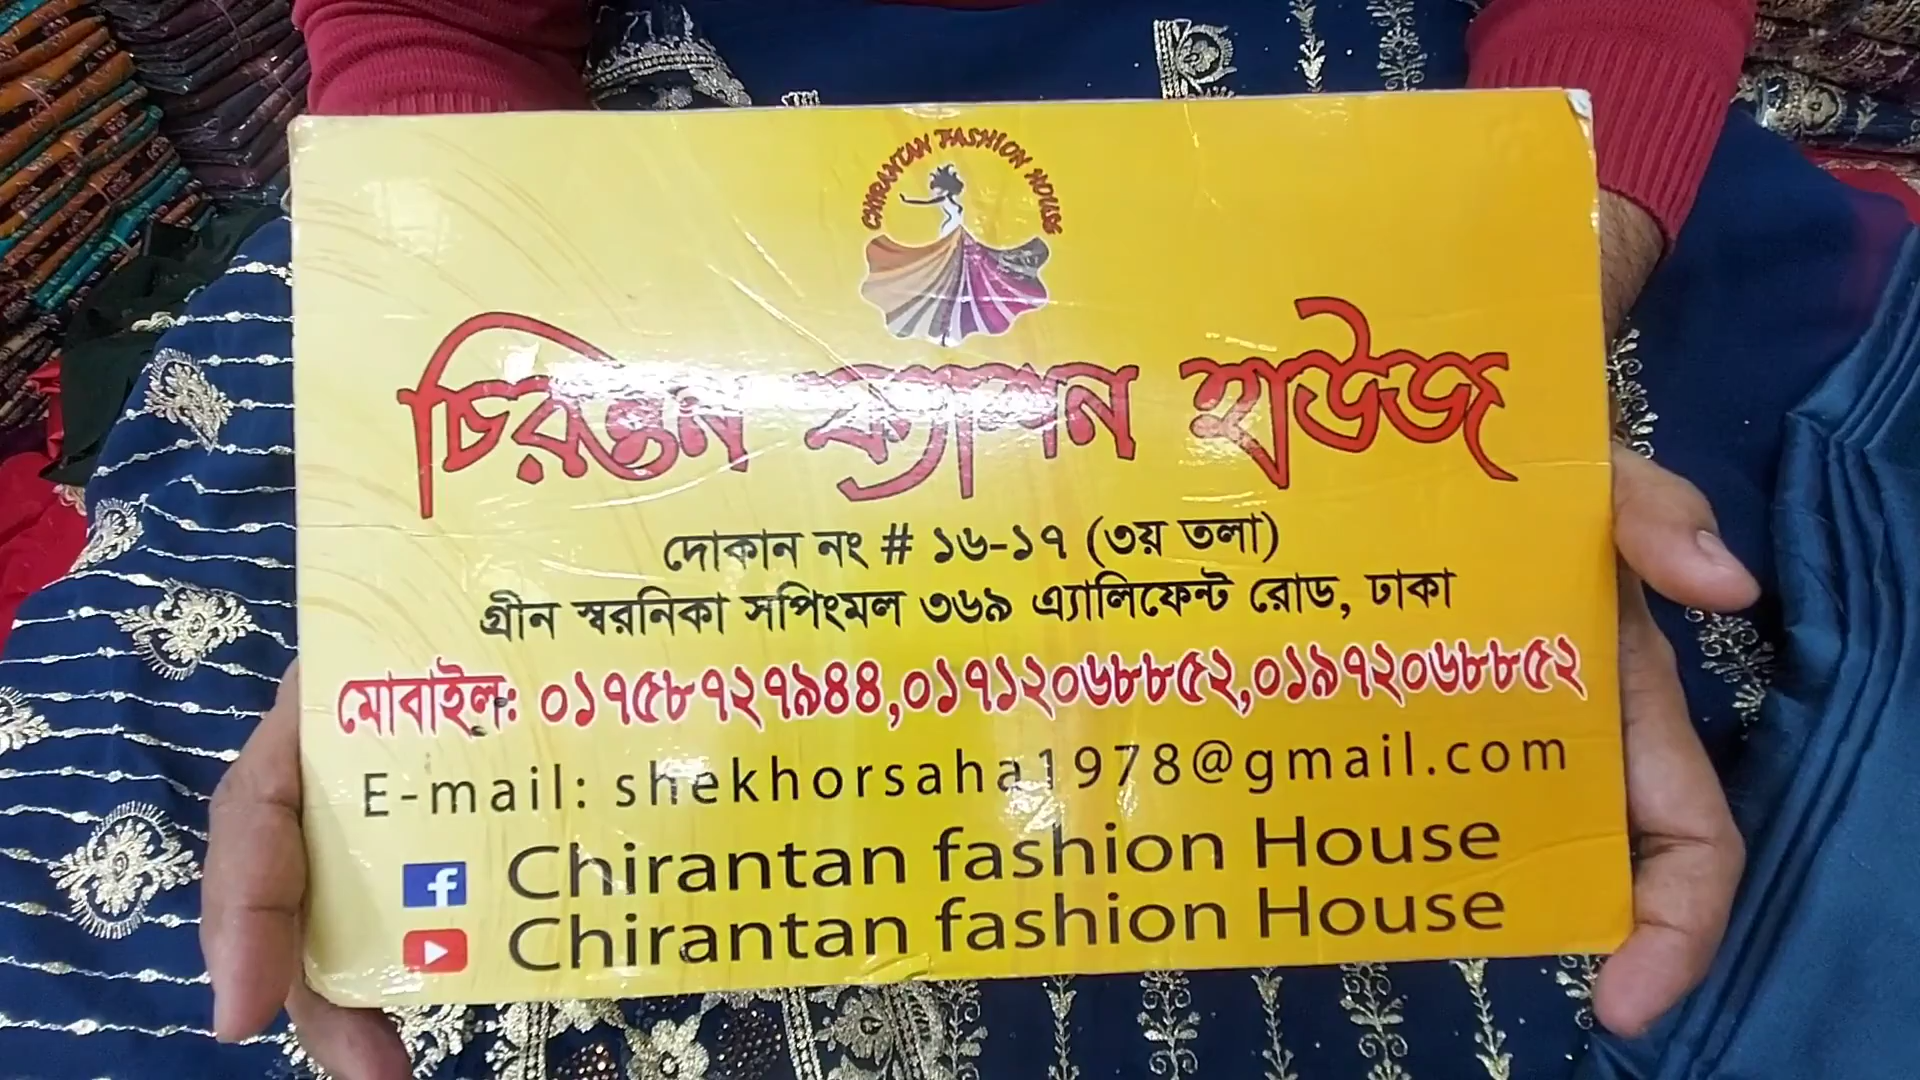 CHIRANTAN FASHION HOUSE
চিরন্তন ফ্যাশন হাউজ
দোকান নং # ১৬-১৭ (৩য় তলা)
গ্রীন স্বরনিকা সপিংমল ৩৬৯ এ্যালিফেন্ট রোড, ঢাকা
মোবাইল: ০১৭৫৮৭২৭৯৪৪,০১৭১২০৬৮৮৫২,০১৯৭২০৬৮৮৫২
E-mail: shekhorsaha1978@gmail.com
Chirantan fashion House
Chirantan fashion House